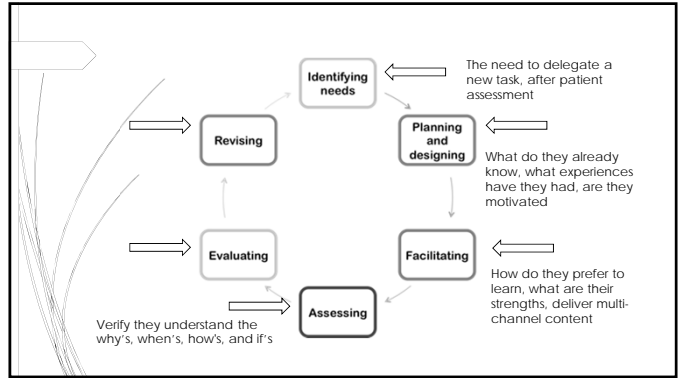 Identifying
needs
The need to delegate a
new task, after patient
assessment
Planning
and
designing
What do they already
know, what experiences
have they had, are they
motivated
Facilitating
How do they prefer to
learn, what are their
strengths, deliver multi-
channel content
Assessing
Verify they understand the
why's, when's, how's, and if's
Evaluating
Revising